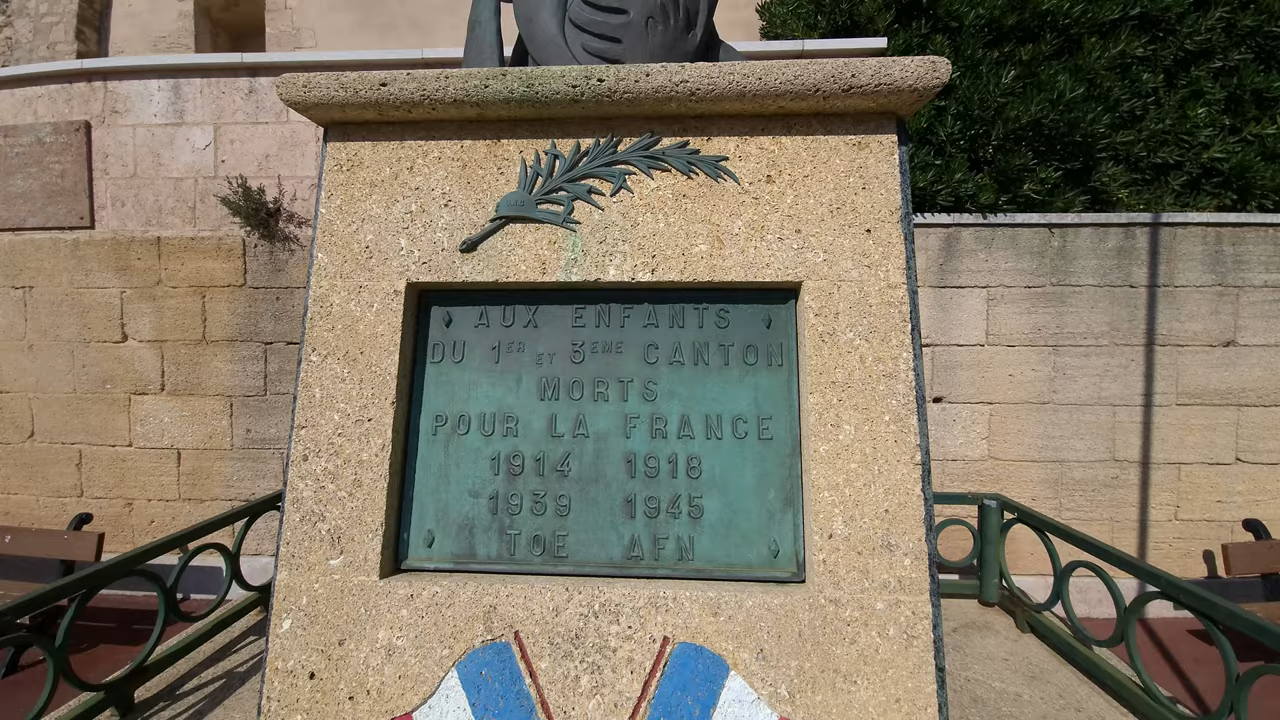 AUX ENFANTS
DU 1ER ET 3EME CANTON
MORTS
POUR LA FRANCE
1914 1918
1939 1945
TOE AFN